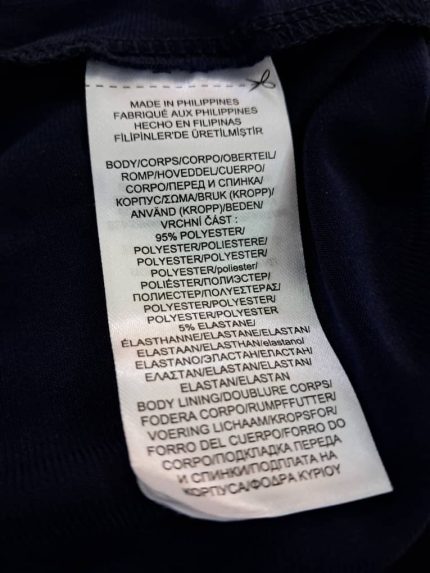 MADE IN PHILIPPINES
FABRIQUÉ AUX PHILIPPINES
HECHO EN FILIPINAS
FİLİPİNLER'DE ÜRETİLMİŞTİR
BODY/CORPS/CORPO/OBERTEIL/
ROMP/HOVEDDEL/CUERPO/
CORPO/ПЕРЕД И СПИНКА/
КОРПУС/ΣΩΜΑ/BRUK (KROPP)/
ANVÄND (KROPP)/BEDEN/
VRCHNÍ ČÁST :
95% POLYESTER/
POLYESTER/POLIESTERE/
POLYESTER/POLYESTER/
POLYESTER/poliester/
POLIÉSTER/ПОЛИЭСТЕР/
ПОЛИЕСТЕР/ΠΟΛΥΕΣΤΕΡΑΣ/
POLYESTER/POLYESTER/
POLYESTER/POLYESTER
5% ELASTANE/
ÉLASTHANNE/ELASTANE/ELASTAN/
ELASTAAN/ELASTHAN/elastano/
ELASTANO/ЭЛАСТАН/ЕЛАСТАН/
ΕΛΑΣΤΑΝ/ELASTAN/ELASTAN/
ELASTAN/ELASTAN
BODY LINING/DOUBLURE CORPS/
FODERA CORPO/RUMPFFUTTER/
VOERING LICHAAM/KROPSFOR/
FORRO DEL CUERPO/FORRO DO
CORPO/ПОДКЛАДКА ПЕРЕДА
И СПИНКИ/ПОДПЛАТА НА
КОРПУСА/ΦΟΔΡΑ ΚΥΡΙΟΥ